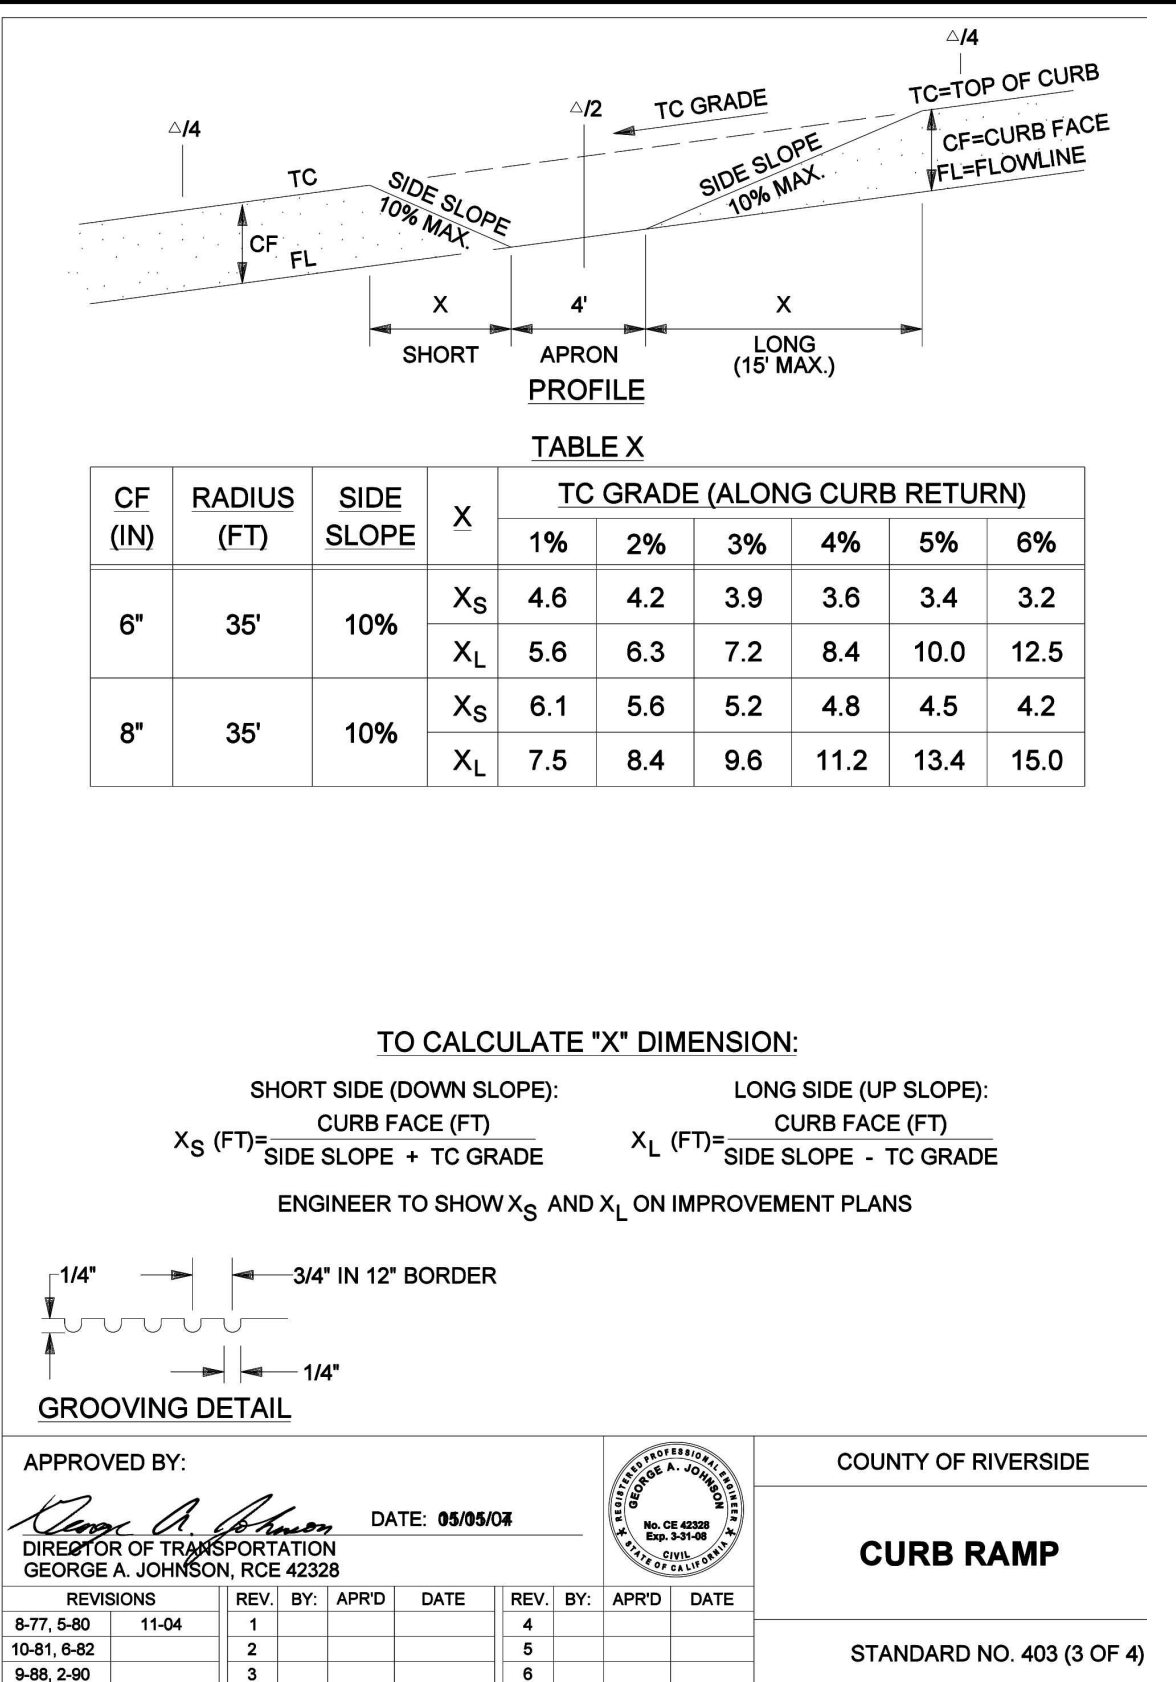 △/4
TC=TOP OF CURB
△/2
TC GRADE
△/4
CF=CURB FACE
FL=FLOWLINE
TC
SIDE SLOPE
10% MAX.
SIDE SLOPE
10% MAX.
CF
FL
X
4'
X
SHORT
APRON
LONG
(15' MAX.)
PROFILE
TABLE X
CF (IN) RADIUS (FT) SIDE SLOPE X TC GRADE (ALONG CURB RETURN)
1% 2% 3% 4% 5% 6%
6" 35' 10% XS 4.6 4.2 3.9 3.6 3.4 3.2
XL 5.6 6.3 7.2 8.4 10.0 12.5
8" 35' 10% XS 6.1 5.6 5.2 4.8 4.5 4.2
XL 7.5 8.4 9.6 11.2 13.4 15.0
TO CALCULATE "X" DIMENSION:
SHORT SIDE (DOWN SLOPE):
XS (FT)= CURB FACE (FT)
SIDE SLOPE + TC GRADE
LONG SIDE (UP SLOPE):
XL (FT)= CURB FACE (FT)
SIDE SLOPE - TC GRADE
ENGINEER TO SHOW XS AND XL ON IMPROVEMENT PLANS
1/4"
3/4" IN 12" BORDER
1/4"
GROOVING DETAIL
APPROVED BY:
George A. Johnson
DATE:
DIRECTOR OF TRANSPORTATION
GEORGE A. JOHNSON, RCE 42328
REGISTERED PROFESSIONAL ENGINEER
GEORGE A. JOHNSON
No. CE 42328
Exp. 3-31-08
CIVIL
STATE OF CALIFORNIA
COUNTY OF RIVERSIDE
CURB RAMP
STANDARD NO. 403 (3 OF 4)
REVISIONS REV. BY: APR'D DATE REV. BY: APR'D DATE
8-77, 5-80 11-04 1 4
10-81, 6-82 2 5
9-88, 2-90 3 6